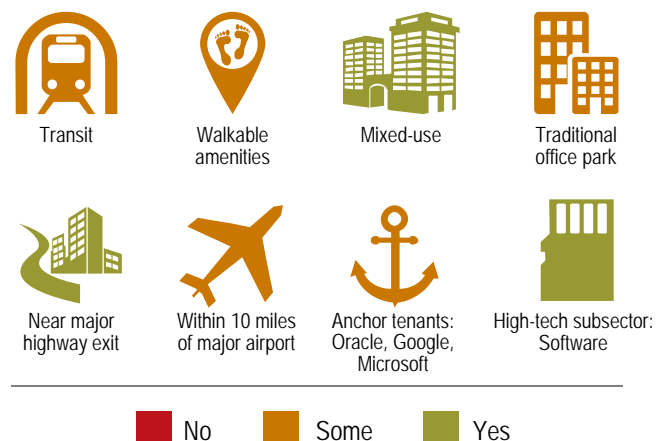 Transit
Walkable
amenities
Mixed-use
Traditional
office park
Near major
highway exit
Within 10 miles
of major airport
Anchor tenants:
Oracle, Google,
Microsoft
High-tech subsector:
Software
No
Some
Yes